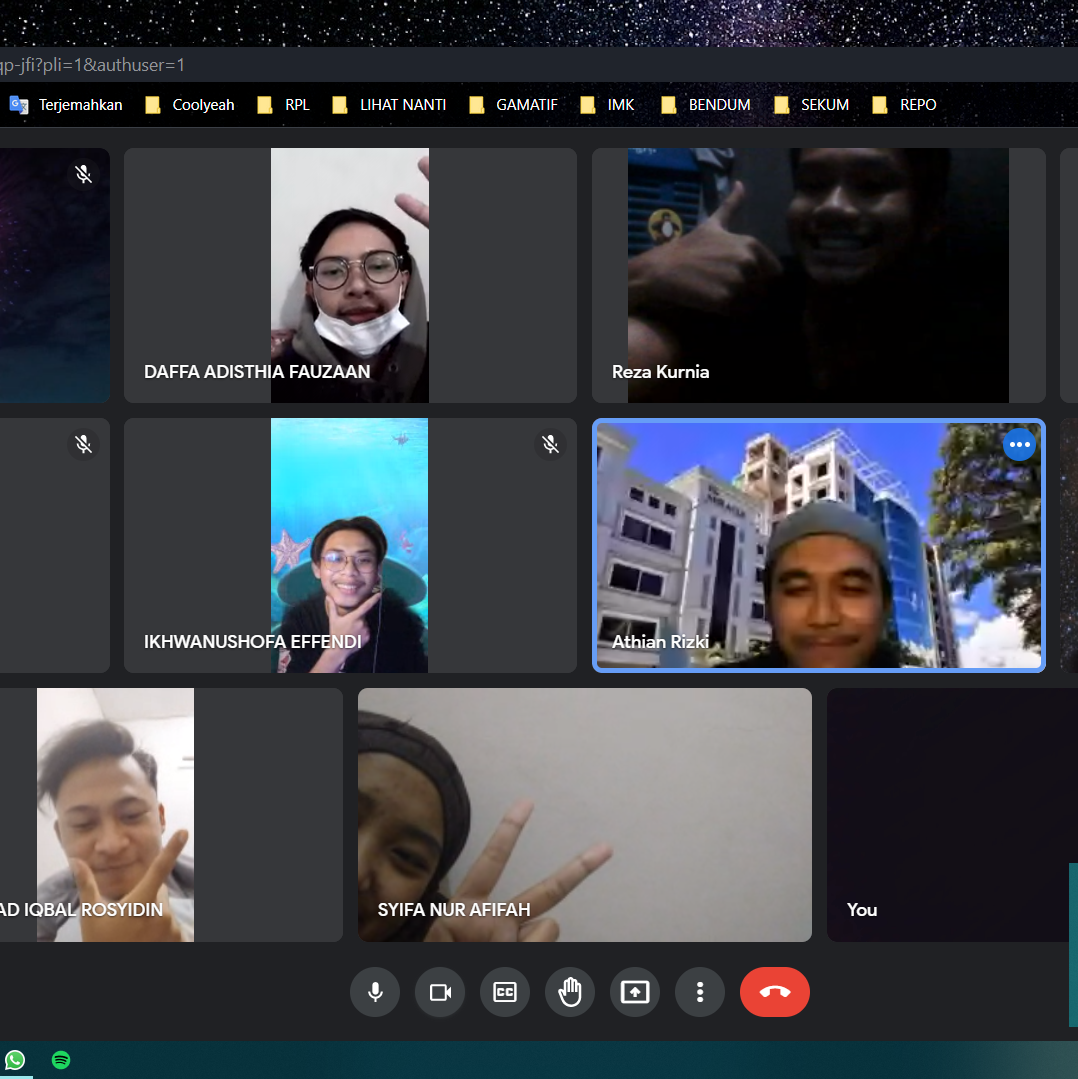 qp-jfi?pli=1&authuser=1
Terjemahkan Coolyeah RPL LIHAT NANTI GAMATIF IMK BENDUM SEKUM REPO
DAFFA ADISTHIA FAUZAAN
Reza Kurnia
IKHWANUSHOFA EFFENDI
Athian Rizki
AD IQBAL ROSYIDIN
SYIFA NUR AFIFAH
You
CC